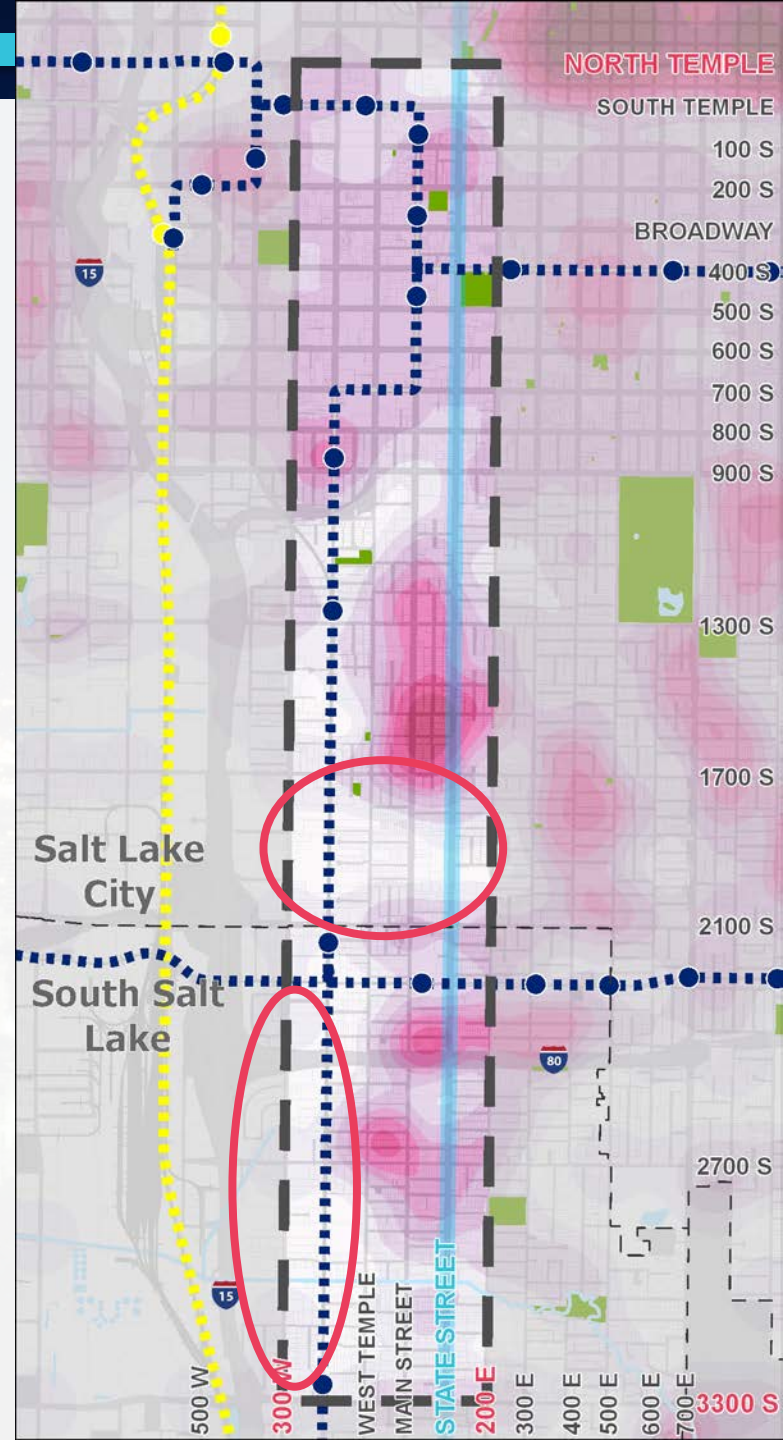 NORTH TEMPLE
SOUTH TEMPLE
100 S
200 S
BROADWAY
15
400 S
500 S
600 S
700 S
800 S
900 S
1300 S
1700 S
Salt Lake
City
2100 S
South Salt
Lake
80
2700 S
15
500 W
300 W
WEST TEMPLE
MAIN STREET
STATE STREET
200 E
300 E
400 E
500 E
600 E
700 E
3300 S